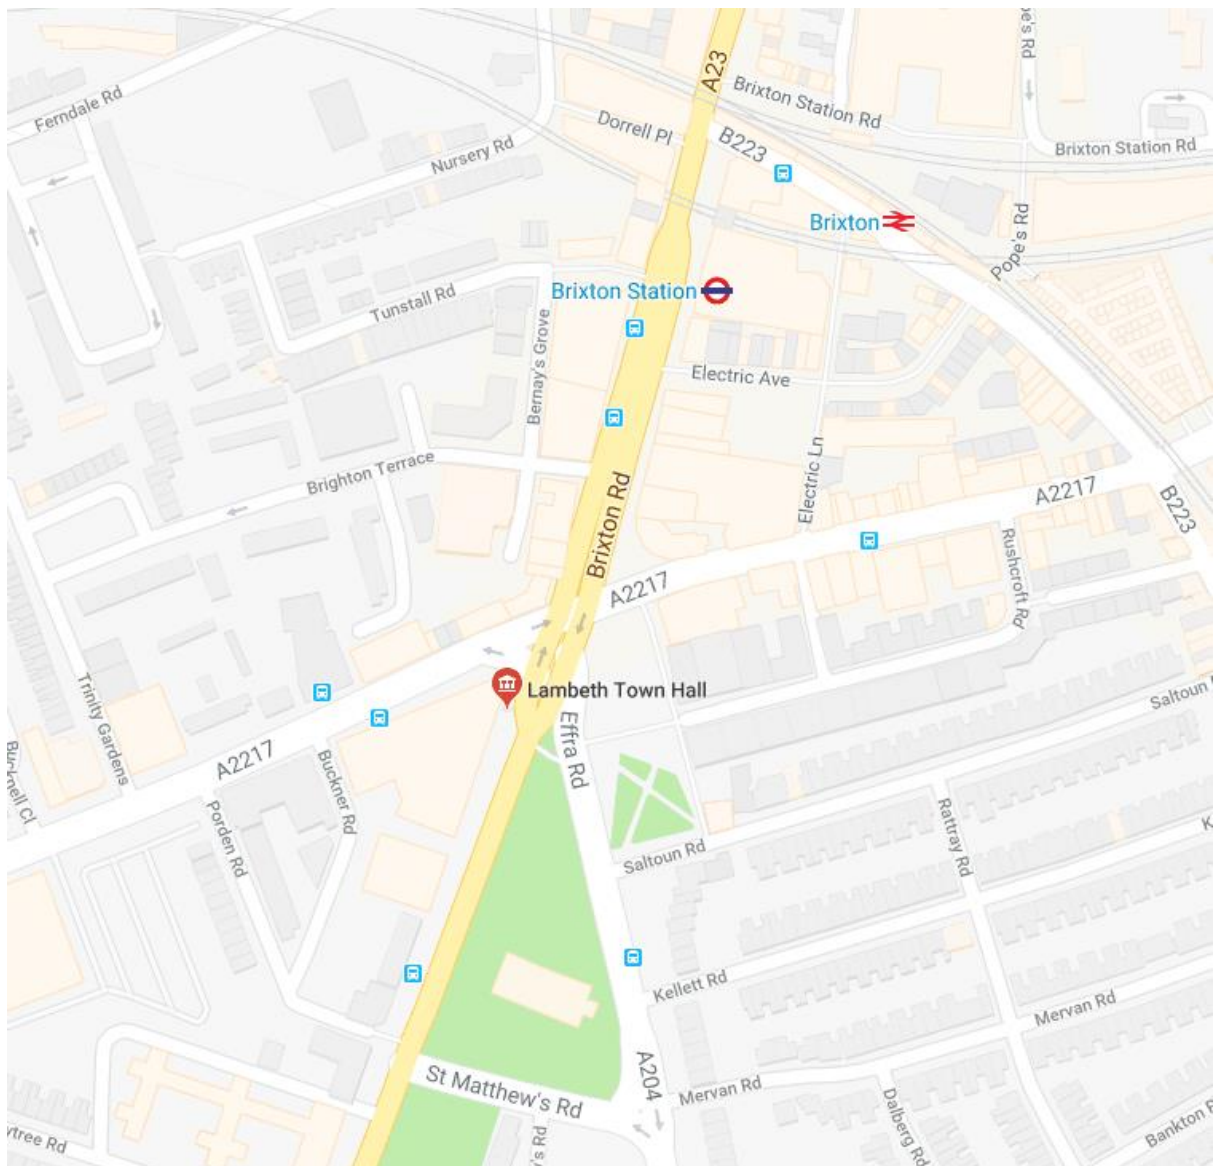 A23
Ferndale Rd
Brixton Station Rd
Dorrell Pl
Nursery Rd
B223
Brixton Station Rd
Brixton
Pope's Rd
Brixton Station
Tunstall Rd
Bernay's Grove
Electric Ave
Electric Ln
Brighton Terrace
Brixton Rd
A2217
B223
Rushcroft Rd
A2217
Lambeth Town Hall
Trinity Gardens
Effra Rd
A2217
Buckner Rd
Porden Rd
Saltoun Rd
Rattray Rd
Kellett Rd
Mervan Rd
St Matthew's Rd
A204
Mervan Rd
Dalberg Rd